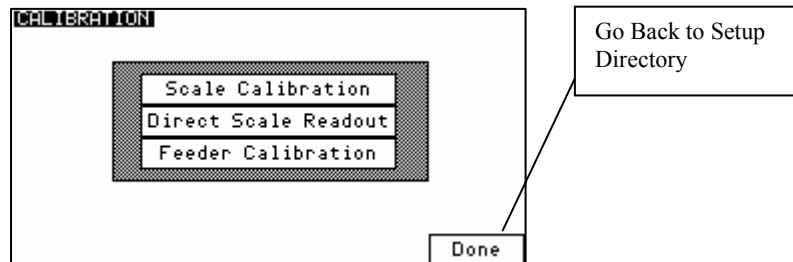 CALIBRATION
Scale Calibration
Direct Scale Readout
Feeder Calibration
Done
Go Back to Setup
Directory